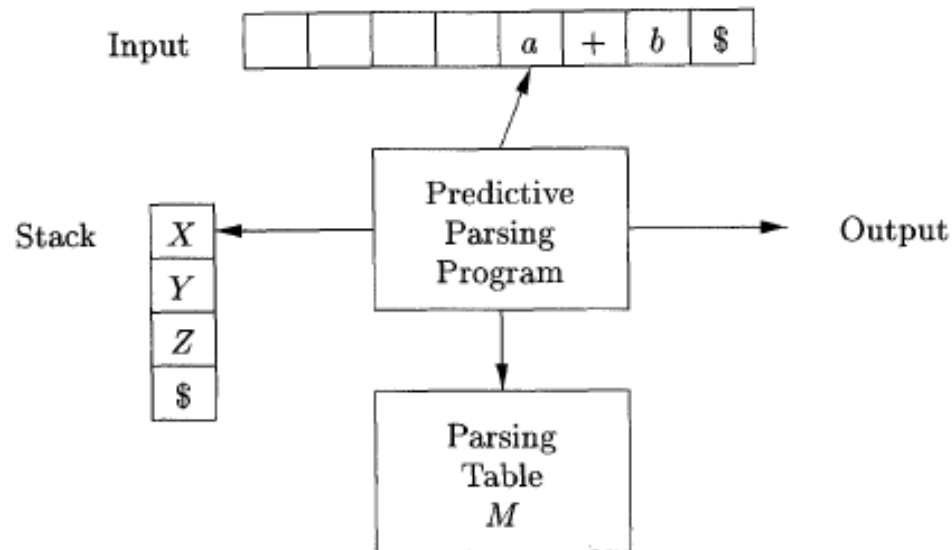 Input a + b $
Predictive
Parsing
Program
Stack X
Y
Z
$
Output
Parsing
Table
M